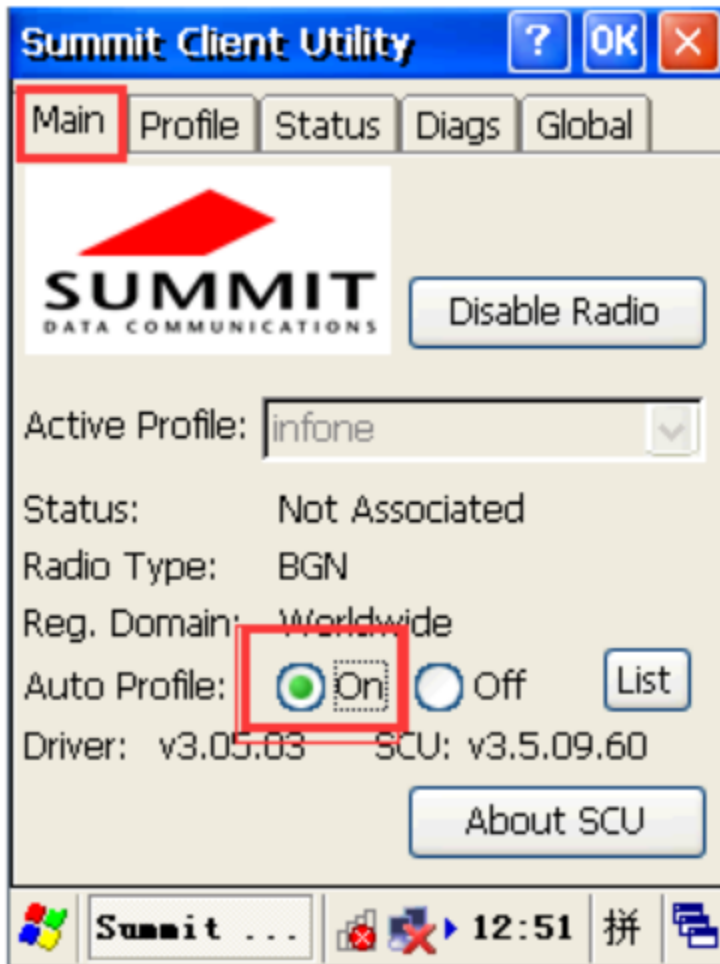 Summit Client Utility ? OK
Main Profile Status Diags Global
SUMMIT
DATA COMMUNICATIONS
Disable Radio
Active Profile: infone
Status: Not Associated
Radio Type: BGN
Reg. Domain: Worldwide
Auto Profile: On Off List
Driver: v3.05.03 SCU: v3.5.09.60
About SCU
Summit ... 12:51 拼